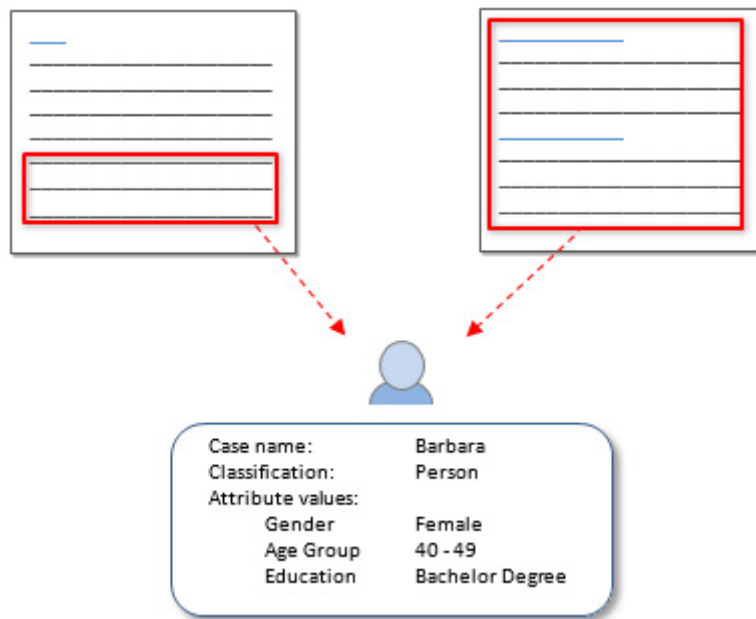 Case name: Barbara
Classification: Person
Attribute values:
Gender Female
Age Group 40 - 49
Education Bachelor Degree